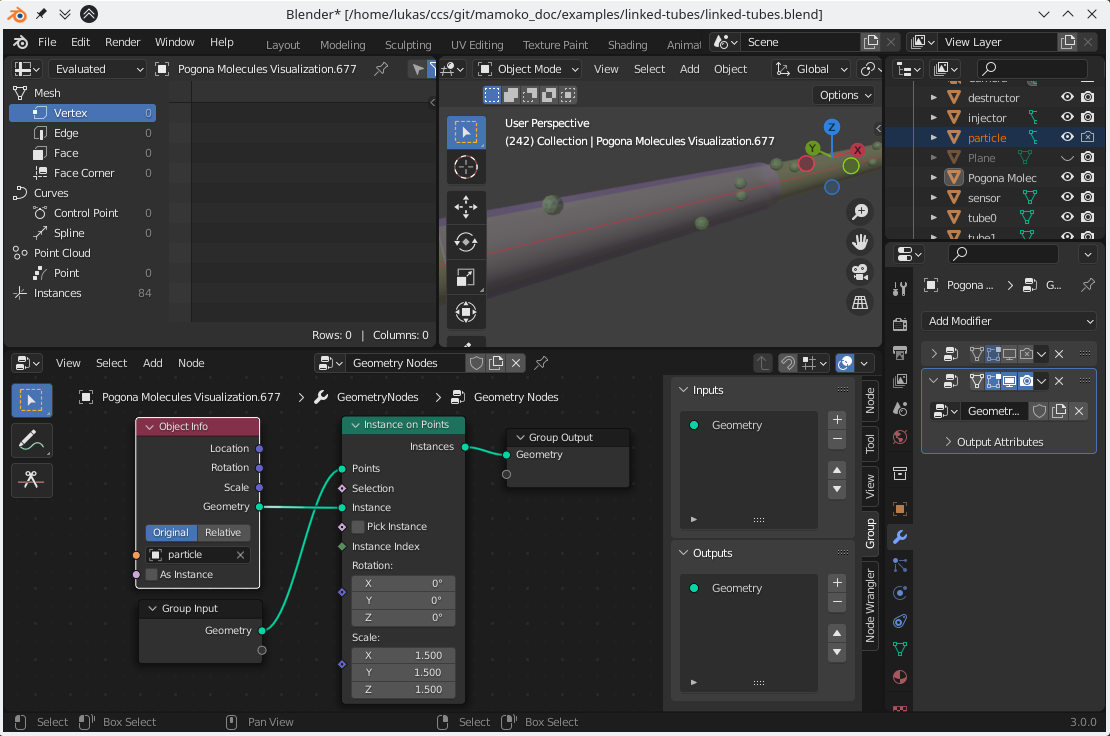 Blender* [/home/lukas/ccs/git/mamoko_doc/examples/linked-tubes/linked-tubes.blend]
File Edit Render Window Help Layout Modeling Sculpting UV Editing Texture Paint Shading Animat Scene View Layer
Evaluated Pogona Molecules Visualization.677
Object Mode View Select Add Object Global
Options
Mesh
Vertex 0
Edge 0
Face 0
Face Corner 0
Curves
Control Point 0
Spline 0
Point Cloud
Point 0
Instances 84
Rows: 0 | Columns: 0
User Perspective
(242) Collection | Pogona Molecules Visualization.677
Z
Y
X
destructor
injector
particle
Plane
Pogona Molec
sensor
tube0
tube1
Pogona ... G...
Add Modifier
Geometr...
Output Attributes
View Select Add Node Geometry Nodes
Pogona Molecules Visualization.677 GeometryNodes Geometry Nodes
Object Info
Location
Rotation
Scale
Geometry
Original Relative
particle
As Instance
Group Input
Geometry
Instance on Points
Instances
Points
Selection
Instance
Pick Instance
Instance Index
Rotation:
X 0°
Y 0°
Z 0°
Scale:
X 1.500
Y 1.500
Z 1.500
Group Output
Geometry
Inputs
Geometry
Outputs
Geometry
Node
Tool
View
Group
Node Wrangler
Select Box Select Pan View Select Box Select 3.0.0